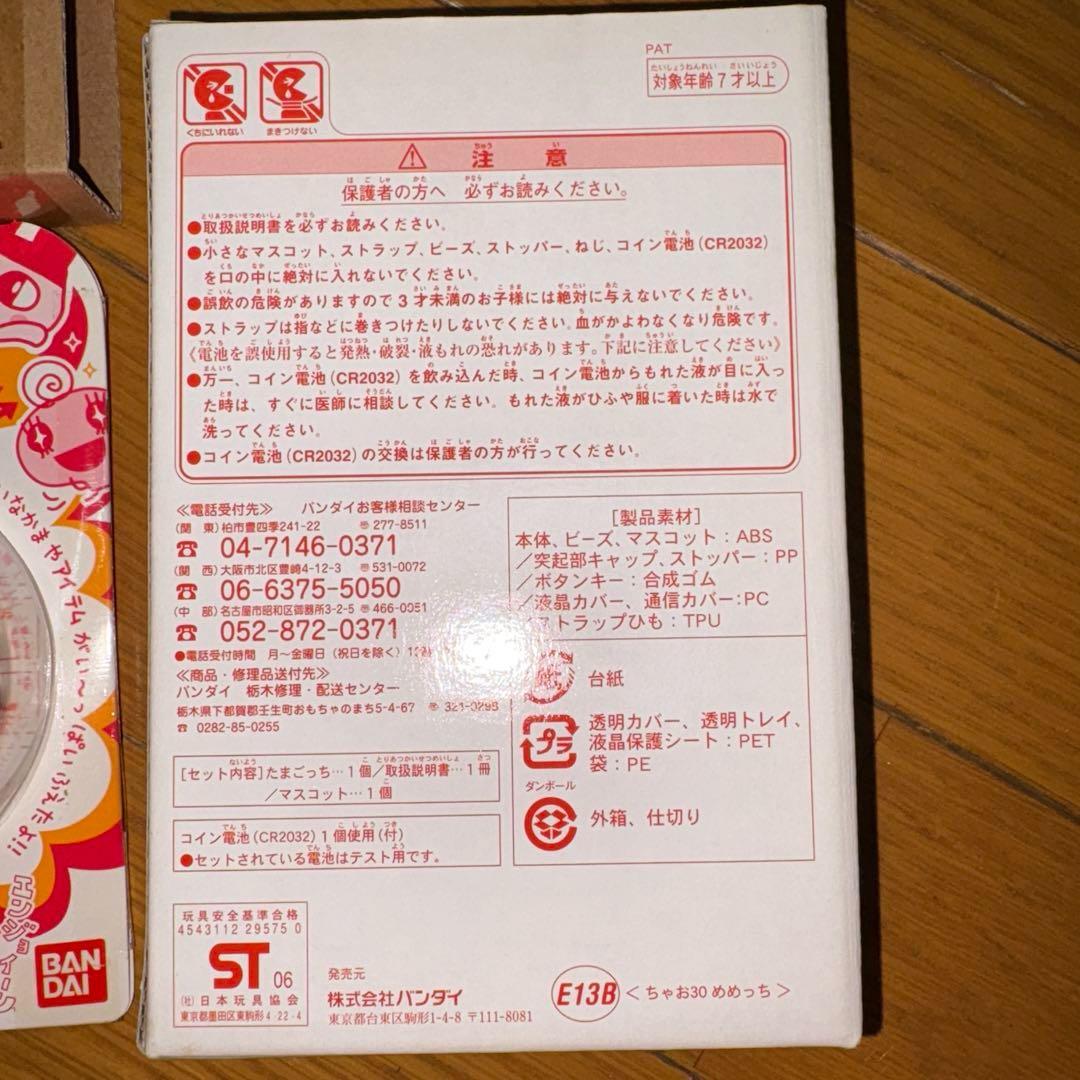 PAT
対象年齢7才以上
くちにいれない
まきつけない
注意
保護者の方へ 必ずお読みください。
●取扱説明書を必ずお読みください。
●小さなマスコット、ストラップ、ビーズ、ストッパー、ねじ、コイン電池(CR2032)
を口の中に絶対に入れないでください。
●誤飲の危険がありますので3才未満のお子様には絶対に与えないでください。
●ストラップは指などに巻きつけたりしないでください。血がかよわなくなり危険です。
《電池を誤使用すると発熱・破裂・液もれの恐れがあります。下記に注意してください》
●万一、コイン電池(CR2032)を飲み込んだ時、コイン電池からもれた液が目に入っ
た時は、すぐに医師に相談してください。もれた液がひふや服に着いた時は水で
洗ってください。
●コイン電池(CR2032)の交換は保護者の方が行ってください。
≪電話受付先≫ バンダイお客様相談センター
(関 東)柏市豊四季241-22 〠277-8511
☎ 04-7146-0371
(関 西)大阪市北区豊崎4-12-3 〠531-0072
☎ 06-6375-5050
(中 部)名古屋市昭和区御器所3-2-5 〠466-0051
☎ 052-872-0371
●電話受付時間 月〜金曜日(祝日を除く)
≪商品・修理品送付先≫
バンダイ 栃木修理・配送センター
栃木県下都賀郡壬生町おもちゃのまち5-4-67 〠321-0298
☎ 0282-85-0255
[セット内容]たまごっち…1個/取扱説明書…1冊
/マスコット…1個
コイン電池(CR2032)1個使用(付)
●セットされている電池はテスト用です。
[製品素材]
本体、ビーズ、マスコット:ABS
/突起部キャップ、ストッパー:PP
/ボタンキー:合成ゴム
/液晶カバー、通信カバー:PC
ストラップひも:TPU
台紙
プラ
透明カバー、透明トレイ、
液晶保護シート:PET
袋:PE
ダンボール
外箱、仕切り
玩具安全基準合格
4543112 29575 0
ST 06
(社)日本玩具協会
東京都墨田区東駒形4-22-4
発売元
株式会社バンダイ
東京都台東区駒形1-4-8 〒111-8081
E13B <ちゃお30 めめっち>
なかまやアイテムがい〜っぱいふえたよ!!
エンジョイ
BAN
DAI